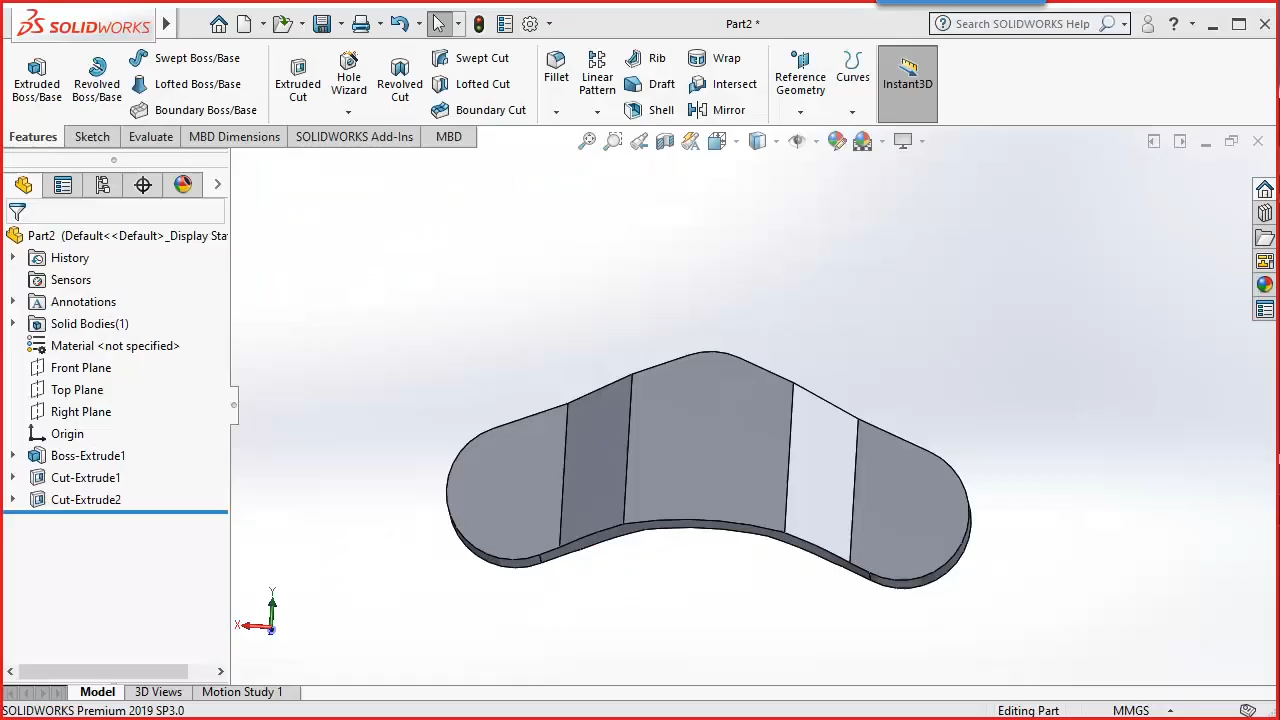 SOLIDWORKS
Part2 *
Search SOLIDWORKS Help
?
Extruded Boss/Base
Revolved Boss/Base
Swept Boss/Base
Lofted Boss/Base
Boundary Boss/Base
Extruded Cut
Hole Wizard
Revolved Cut
Swept Cut
Lofted Cut
Boundary Cut
Fillet
Linear Pattern
Rib
Draft
Shell
Wrap
Intersect
Mirror
Reference Geometry
Curves
Instant3D
Features
Sketch
Evaluate
MBD Dimensions
SOLIDWORKS Add-Ins
MBD
Part2 (Default<<Default>_Display Sta
History
Sensors
Annotations
Solid Bodies(1)
Material <not specified>
Front Plane
Top Plane
Right Plane
Origin
Boss-Extrude1
Cut-Extrude1
Cut-Extrude2
Y
X
Z
Model
3D Views
Motion Study 1
SOLIDWORKS Premium 2019 SP3.0
Editing Part
MMGS